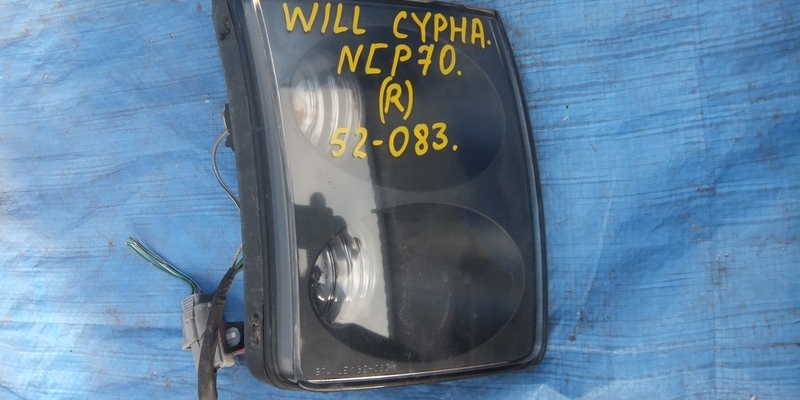 WILL CYPHA.
NCP70.
(R)
52-083.